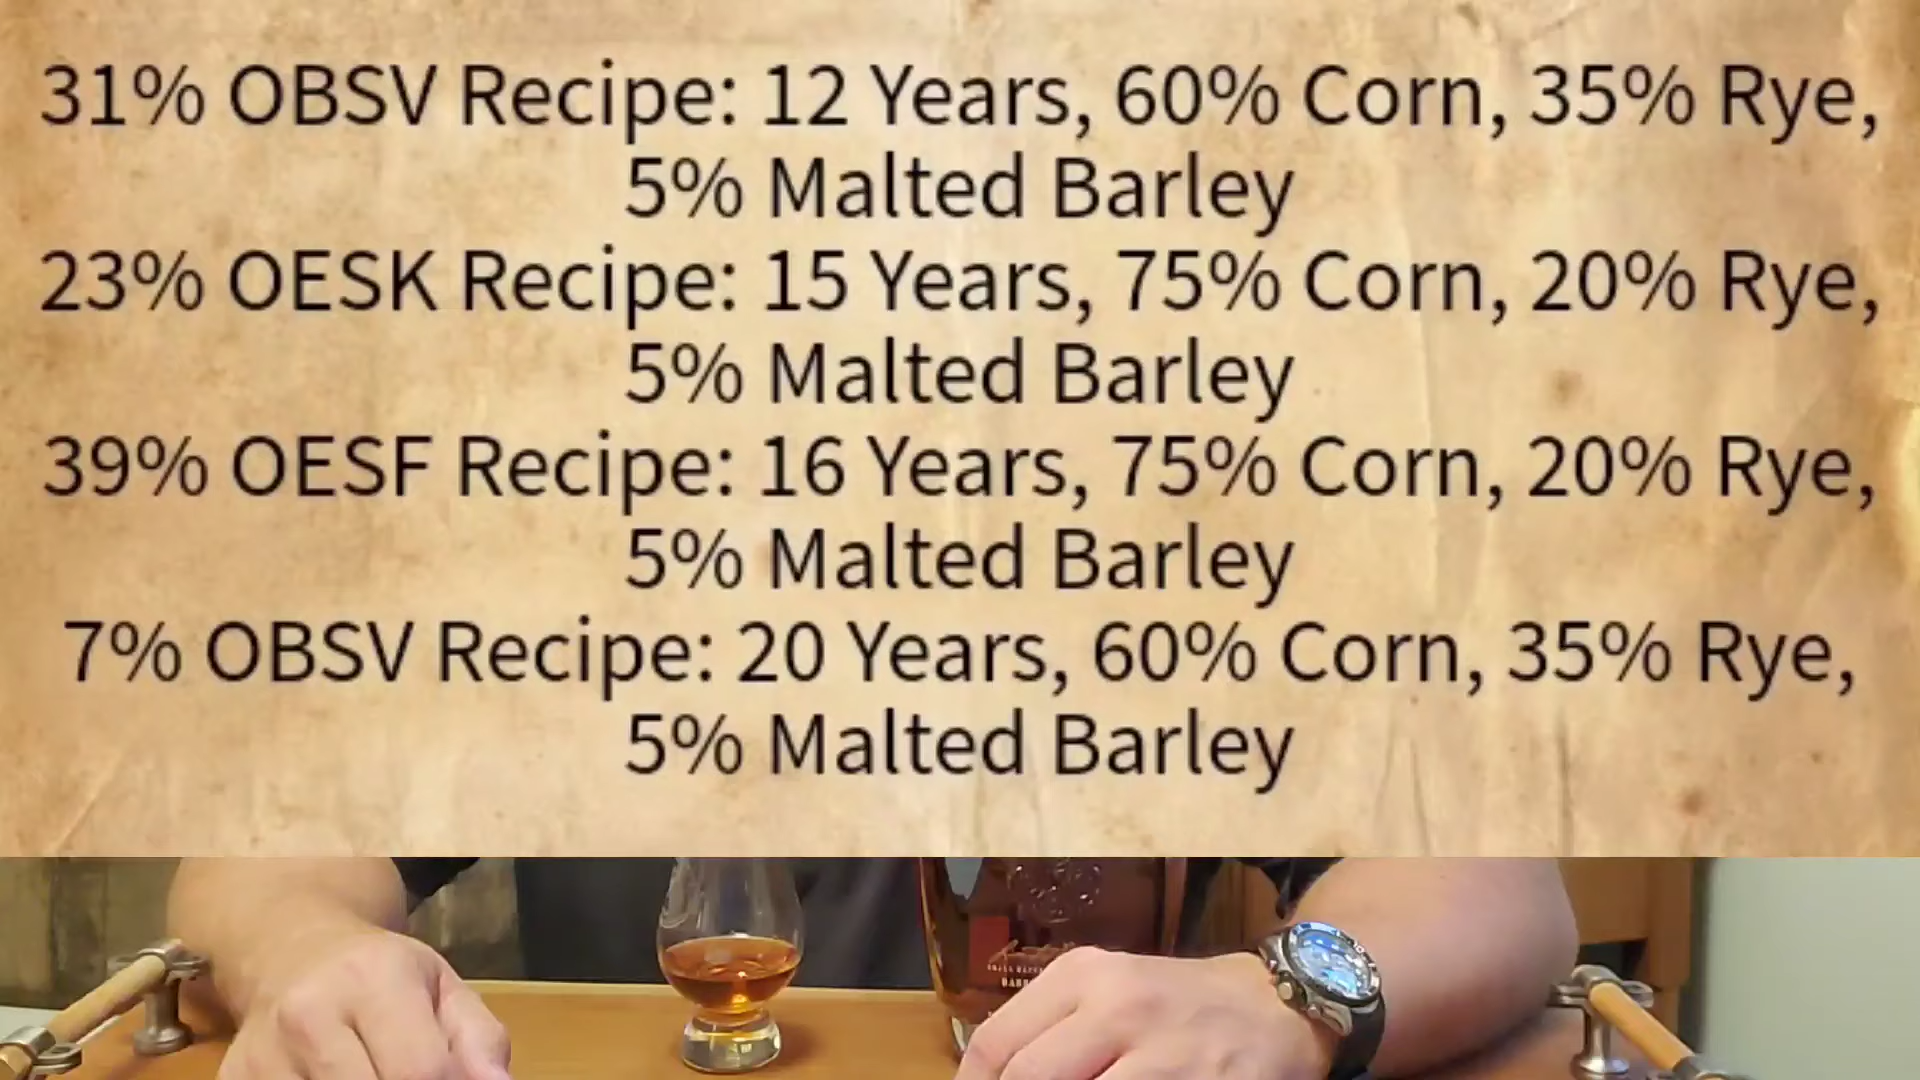 31% OBSV Recipe: 12 Years, 60% Corn, 35% Rye,
5% Malted Barley
23% OESK Recipe: 15 Years, 75% Corn, 20% Rye,
5% Malted Barley
39% OESF Recipe: 16 Years, 75% Corn, 20% Rye,
5% Malted Barley
7% OBSV Recipe: 20 Years, 60% Corn, 35% Rye,
5% Malted Barley